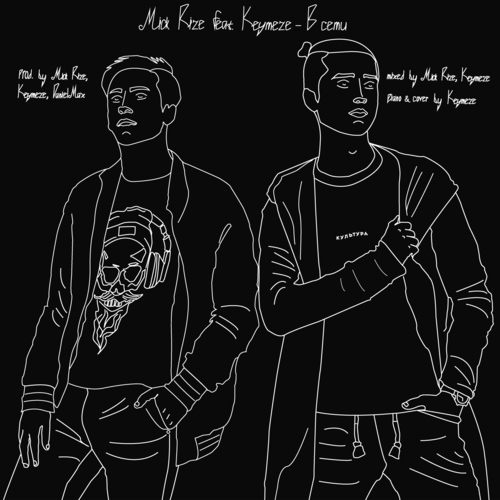 Mick Rize feat. Keymeze - В сети
prod. by Mick Rize,
Keymeze, DanielMax
mixed by Mick Rize, Keymeze
piano & cover by Keymeze
КУЛЬТУРА